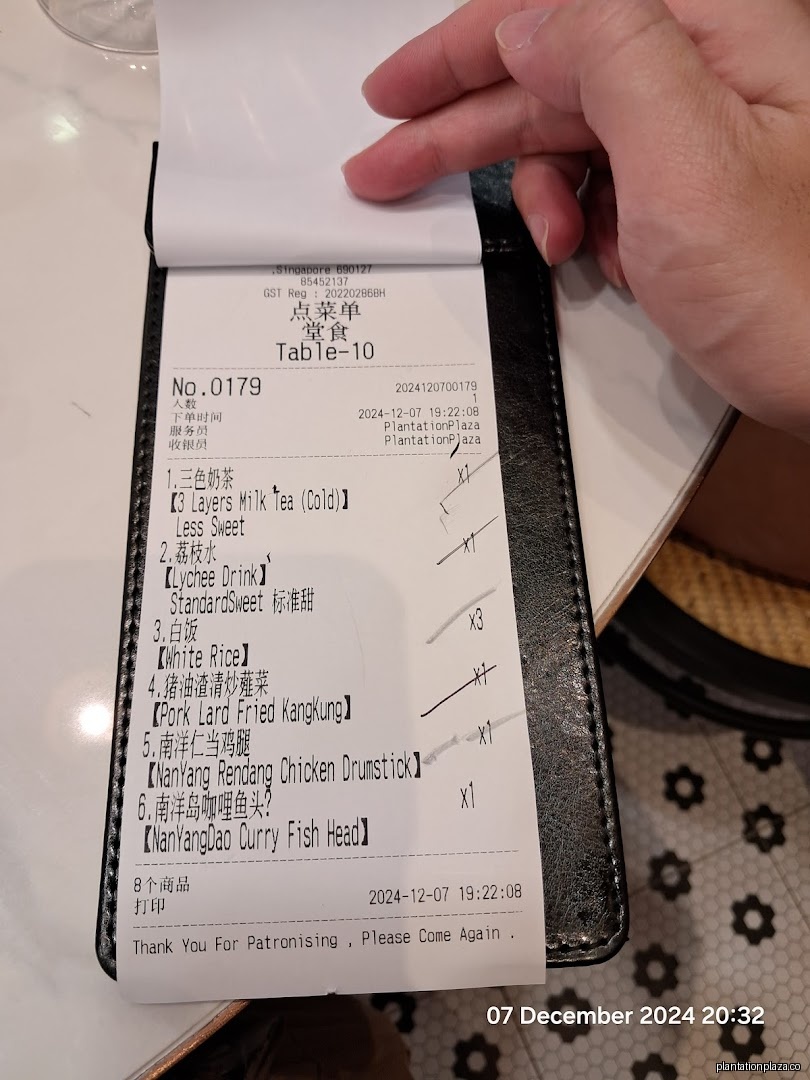 ,Singapore 690127
85452137
GST Reg : 202202868H
点菜单
堂食
Table-10
No.0179 2024120700179
人数 1
下单时间 2024-12-07 19:22:08
服务员 PlantationPlaza
收银员 PlantationPlaza
1.三色奶茶 x1
【3 Layers Milk Tea (Cold)】
Less Sweet
2.荔枝水 x1
【Lychee Drink】
StandardSweet 标准甜
3.白饭 x3
【White Rice】
4.猪油渣清炒蕹菜 x1
【Pork Lard Fried KangKung】
5.南洋仁当鸡腿 x1
【NanYang Rendang Chicken Drumstick】
6.南洋岛咖哩鱼头? x1
【NanYangDao Curry Fish Head】
8个商品
打印 2024-12-07 19:22:08
Thank You For Patronising , Please Come Again .
07 December 2024 20:32
plantationplaza.co